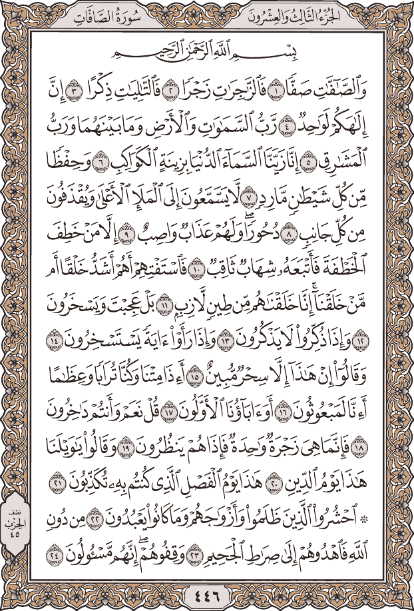 الجزء الثالث والعشرون
سورة الصافات
بِسْمِ ٱللَّهِ ٱلرَّحْمَٰنِ ٱلرَّحِيمِ
وَٱلصَّٰٓفَّٰتِ صَفًّا ١ فَٱلزَّٰجِرَٰتِ زَجْرًا ٢ فَٱلتَّٰلِيَٰتِ ذِكْرًا ٣ إِنَّ
إِلَٰهَكُمْ لَوَٰحِدٌ ٤ رَّبُّ ٱلسَّمَٰوَٰتِ وَٱلْأَرْضِ وَمَا بَيْنَهُمَا وَرَبُّ
ٱلْمَشَٰرِقِ ٥ إِنَّا زَيَّنَّا ٱلسَّمَآءَ ٱلدُّنْيَا بِزِينَةٍ ٱلْكَوَاكِبِ ٦ وَحِفْظًا
مِّن كُلِّ شَيْطَٰنٍ مَّارِدٍ ٧ لَّا يَسَّمَّعُونَ إِلَى ٱلْمَلَإِ ٱلْأَعْلَىٰ وَيُقْذَفُونَ
مِن كُلِّ جَانِبٍ ٨ دُحُورًا ۖ وَلَهُمْ عَذَابٌ وَاصِبٌ ٩ إِلَّا مَنْ خَطِفَ
ٱلْخَطْفَةَ فَأَتْبَعَهُۥ شِهَابٌ ثَاقِبٌ ١٠ فَٱسْتَفْتِهِمْ أَهُمْ أَشَدُّ خَلْقًا أَم
مَّنْ خَلَقْنَآ ۚ إِنَّا خَلَقْنَٰهُم مِّن طِينٍ لَّازِبٍۭ ١١ بَلْ عَجِبْتَ وَيَسْخَرُونَ
١٢ وَإِذَا ذُكِّرُوا۟ لَا يَذْكُرُونَ ١٣ وَإِذَا رَأَوْا۟ ءَايَةً يَسْتَسْخِرُونَ ١٤
وَقَالُوٓا۟ إِنْ هَٰذَآ إِلَّا سِحْرٌ مُّبِينٌ ١٥ أَءِذَا مِتْنَا وَكُنَّا تُرَابًا وَعِظَٰمًا
أَءِنَّا لَمَبْعُوثُونَ ١٦ أَوَءَابَآؤُنَا ٱلْأَوَّلُونَ ١٧ قُلْ نَعَمْ وَأَنتُمْ دَٰخِرُونَ
١٨ فَإِنَّمَا هِىَ زَجْرَةٌ وَٰحِدَةٌ فَإِذَا هُمْ يَنظُرُونَ ١٩ وَقَالُوا۟ يَٰوَيْلَنَا
هَٰذَا يَوْمُ ٱلدِّينِ ٢٠ هَٰذَا يَوْمُ ٱلْفَصْلِ ٱلَّذِى كُنتُم بِهِۦ تُكَذِّبُونَ ٢١
۞ ٱحْشُرُوا۟ ٱلَّذِينَ ظَلَمُوا۟ وَأَزْوَٰجَهُمْ وَمَا كَانُوا۟ يَعْبُدُونَ ٢٢ مِن دُونِ
ٱللَّهِ فَٱهْدُوهُمْ إِلَىٰ صِرَٰطِ ٱلْجَحِيمِ ٢٣ وَقِفُوهُمْ ۖ إِنَّهُم مَّسْـُٔولُونَ ٢٤
نصف
الحزب
٤٥
٤٤٦